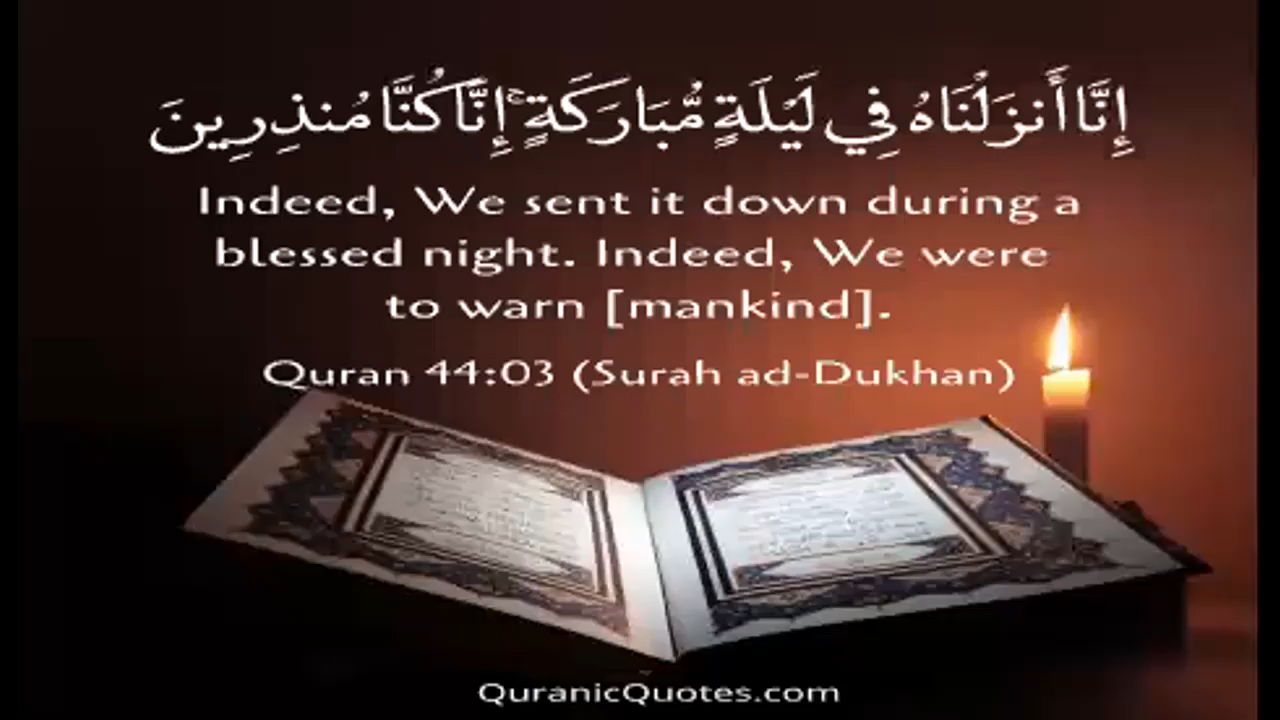 إِنَّا أَنزَلْنَاهُ فِي لَيْلَةٍ مُّبَارَكَةٍ ۚ إِنَّا كُنَّا مُنذِرِينَ
Indeed, We sent it down during a
blessed night. Indeed, We were
to warn [mankind].
Quran 44:03 (Surah ad-Dukhan)
QuranicQuotes.com